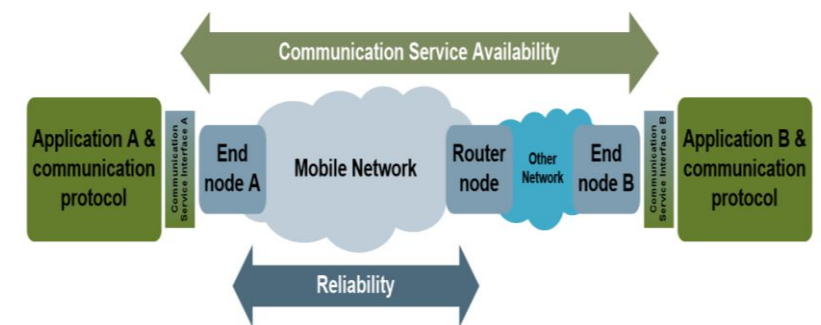 Communication Service Availability
Application A &
communication
protocol
Communication
Service Interface A
End
node A
Mobile Network
Router
node
Other
Network
End
node B
Communication
Service Interface B
Application B &
communication
protocol
Reliability